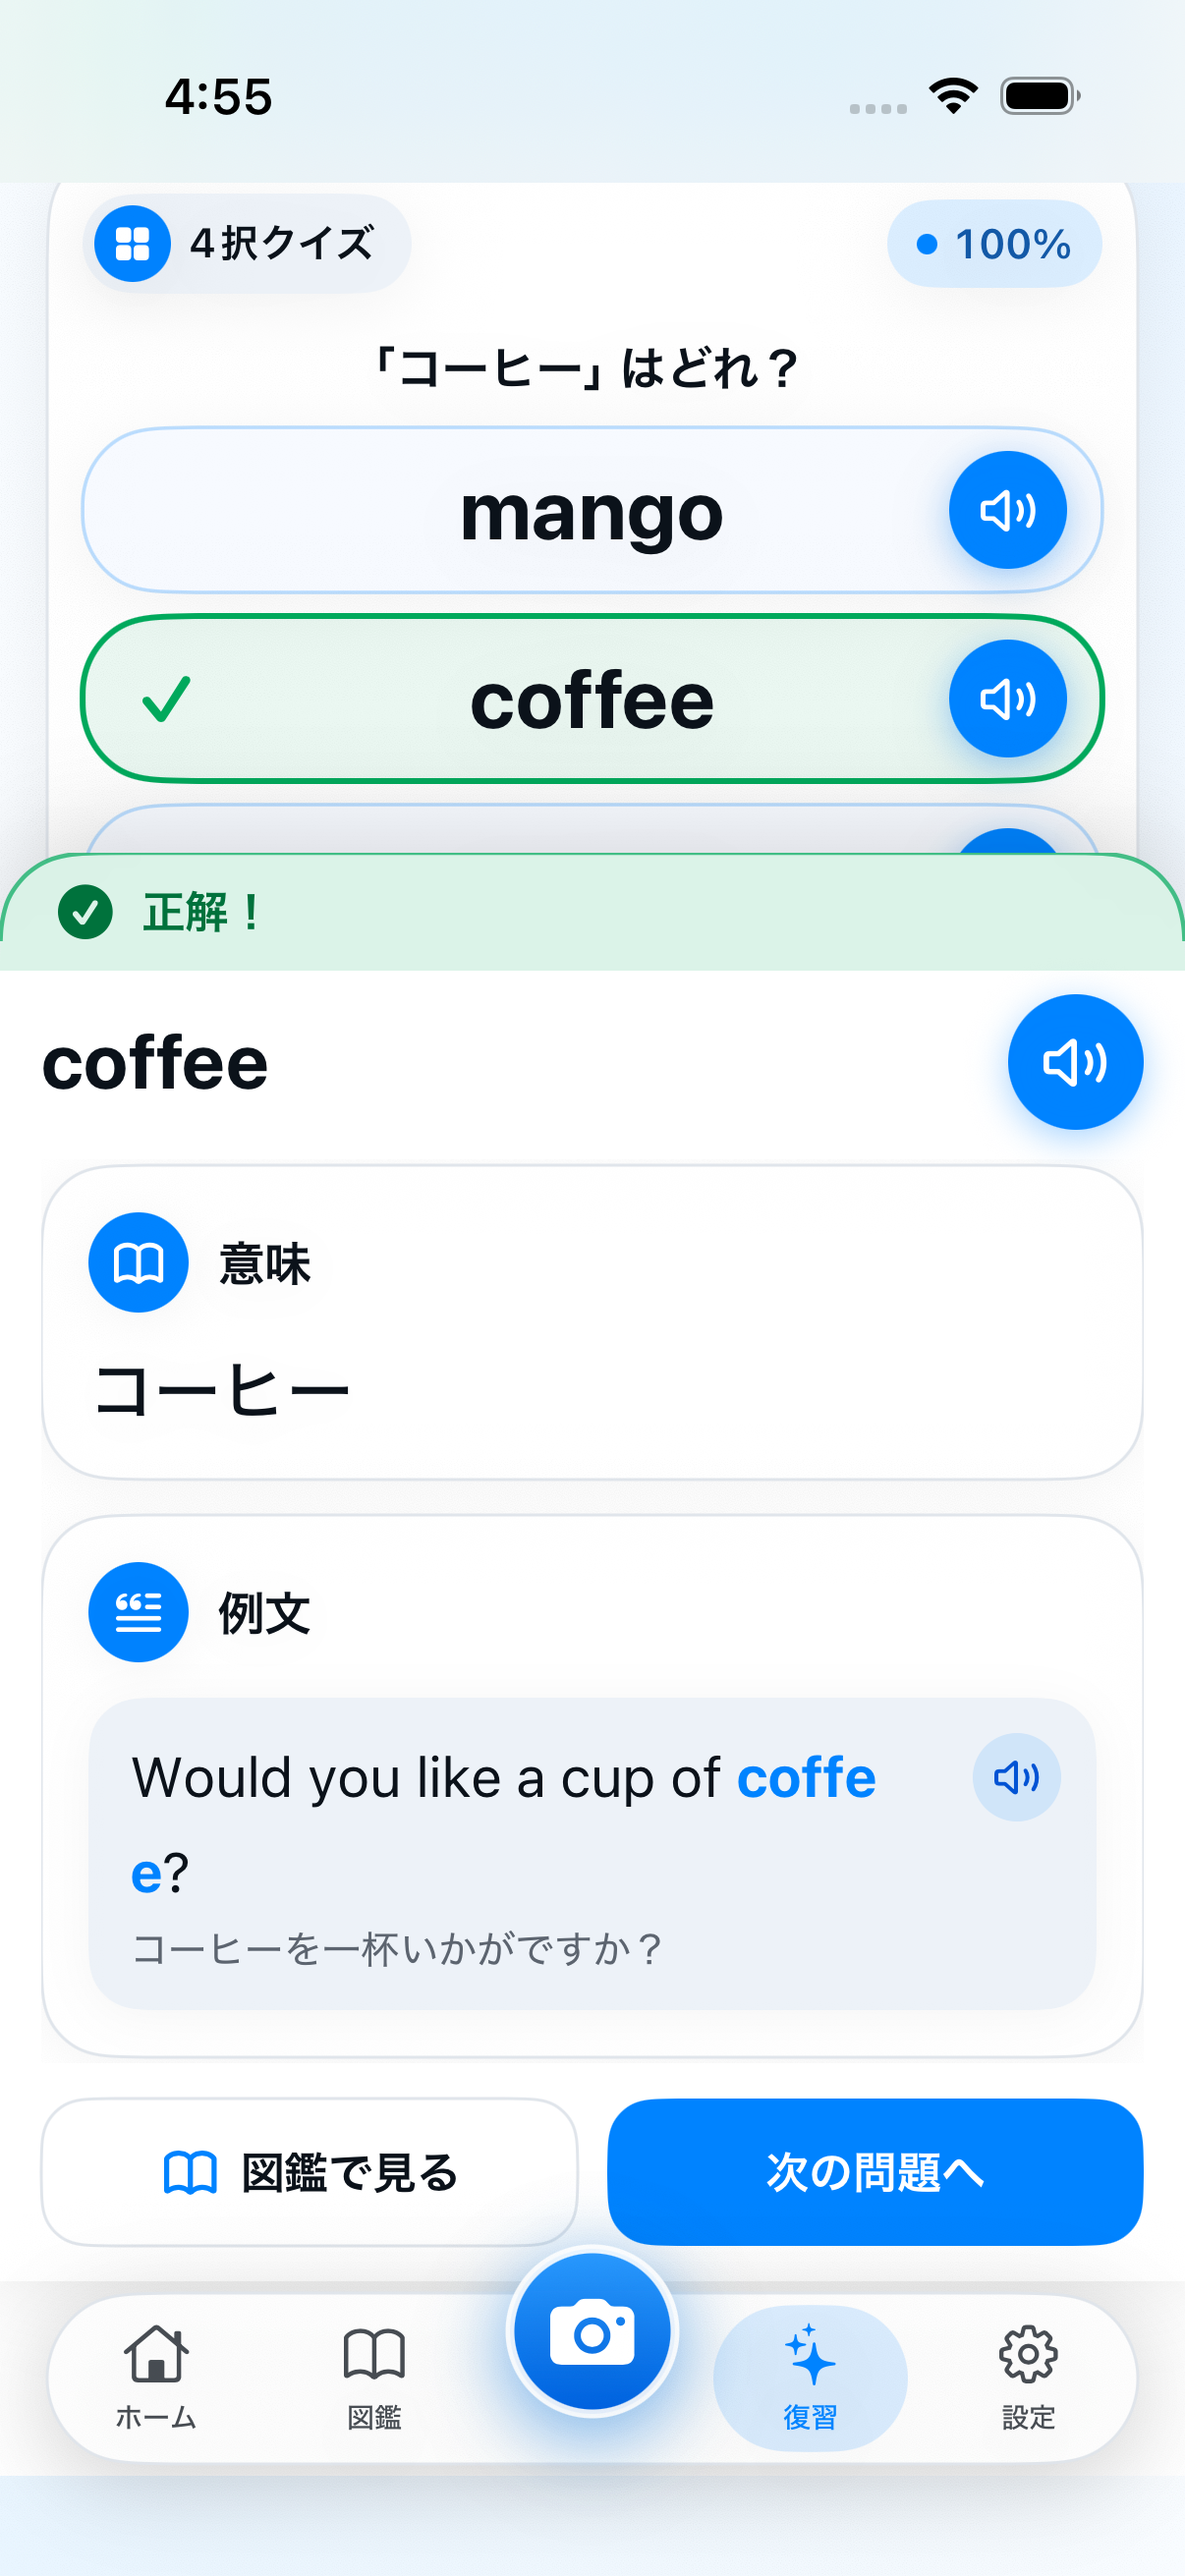 4:55
4択クイズ
100%
「コーヒー」はどれ？
mango
coffee
正解！
coffee
意味
コーヒー
例文
Would you like a cup of coffe
e?
コーヒーを一杯いかがですか？
図鑑で見る
次の問題へ
ホーム
図鑑
復習
設定